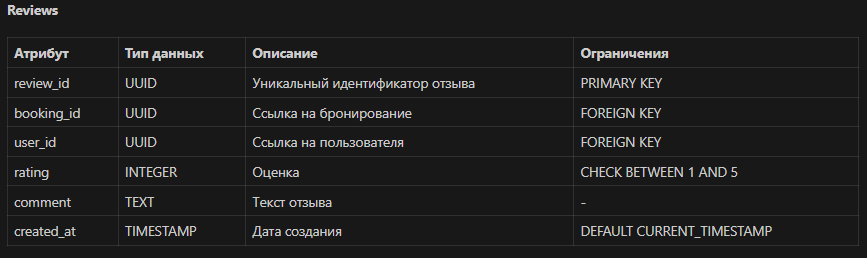 Reviews
Атрибут Тип данных Описание Ограничения
review_id UUID Уникальный идентификатор отзыва PRIMARY KEY
booking_id UUID Ссылка на бронирование FOREIGN KEY
user_id UUID Ссылка на пользователя FOREIGN KEY
rating INTEGER Оценка CHECK BETWEEN 1 AND 5
comment TEXT Текст отзыва -
created_at TIMESTAMP Дата создания DEFAULT CURRENT_TIMESTAMP